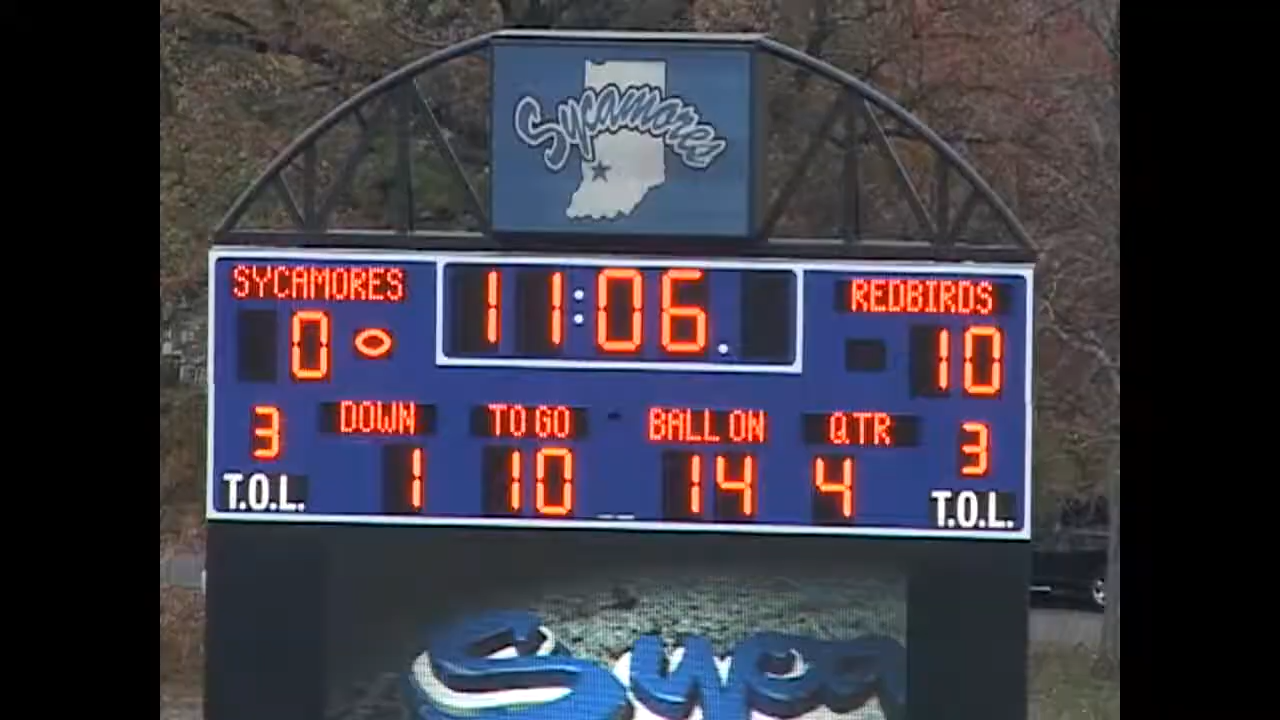 Sycamores
SYCAMORES 11:06. REDBIRDS
0 10
3 DOWN TO GO BALL ON QTR 3
T.O.L. 1 10 14 4 T.O.L.
Syca